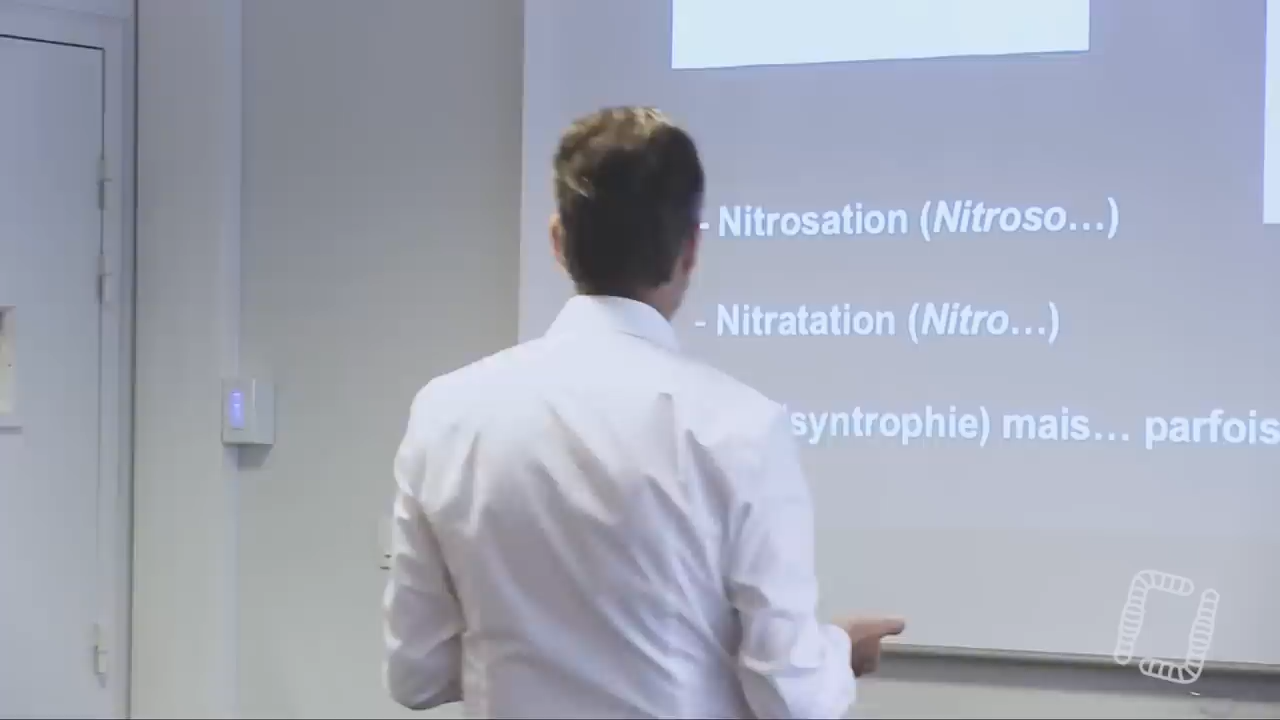 - Nitrosation (Nitroso...)
- Nitratation (Nitro...)
(syntrophie) mais... parfois